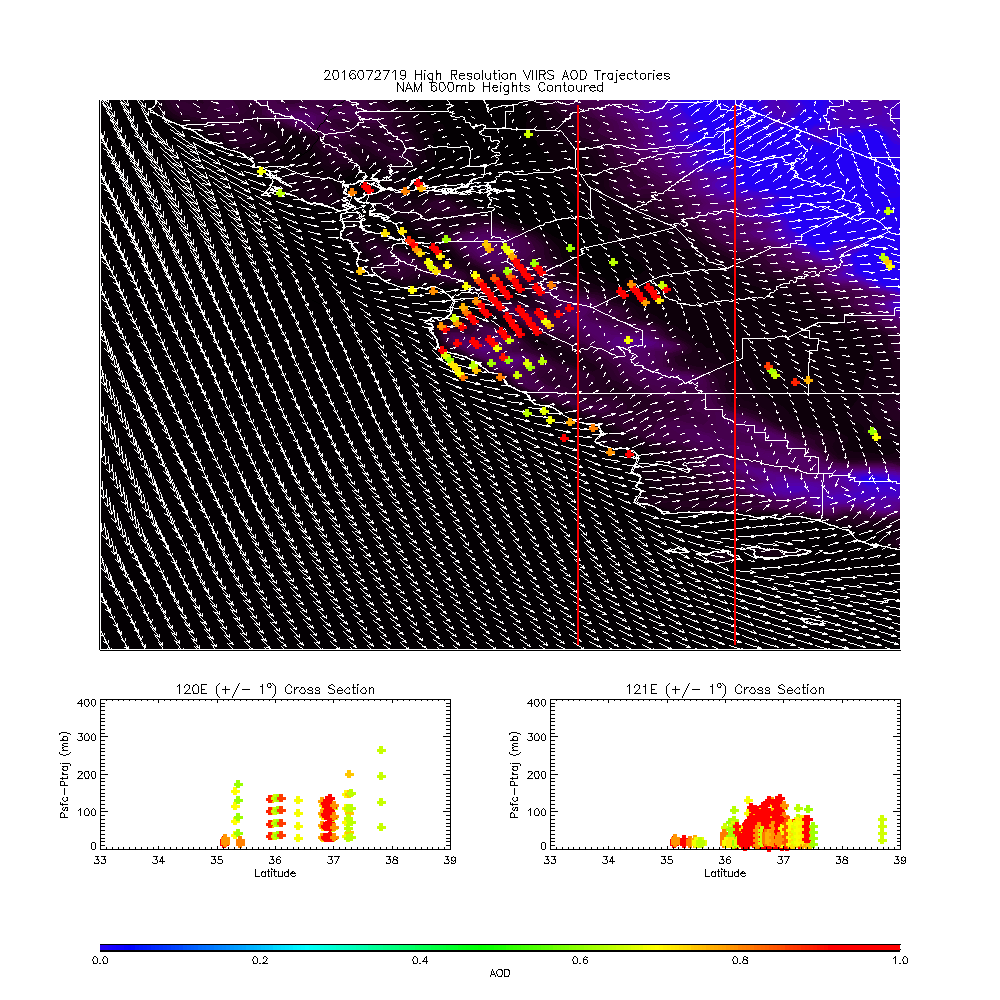 2016072719 High Resolution VIIRS AOD Trajectories
NAM 600mb Heights Contoured
120E (+/- 1°) Cross Section
400
300
200
100
0
Psfc-Ptraj (mb)
33 34 35 36 37 38 39
Latitude
121E (+/- 1°) Cross Section
400
300
200
100
0
Psfc-Ptraj (mb)
33 34 35 36 37 38 39
Latitude
0.0 0.2 0.4 0.6 0.8 1.0
AOD